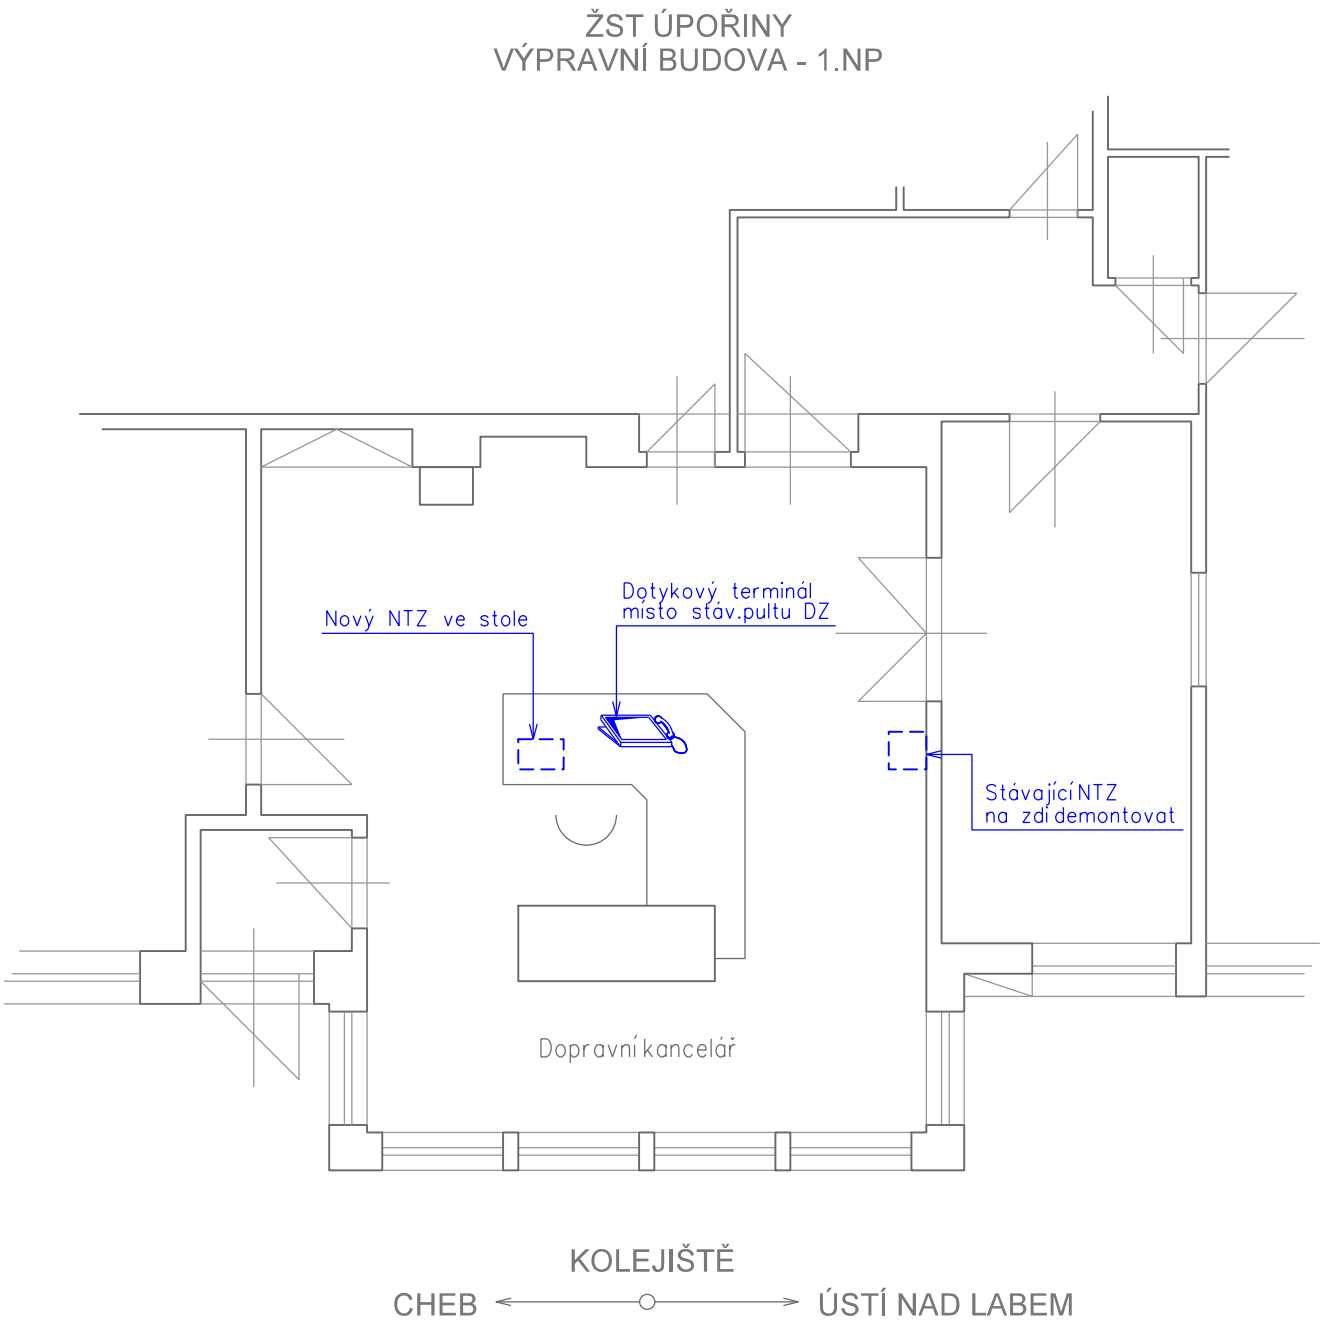 ŽST ÚPOŘINY
VÝPRAVNÍ BUDOVA - 1.NP
Dotykový terminál
místo stáv.pultu DZ
Nový NTZ ve stole
Stávající NTZ
na zdi demontovat
Dopravní kancelář
KOLEJIŠTĚ
CHEB ÚSTÍ NAD LABEM